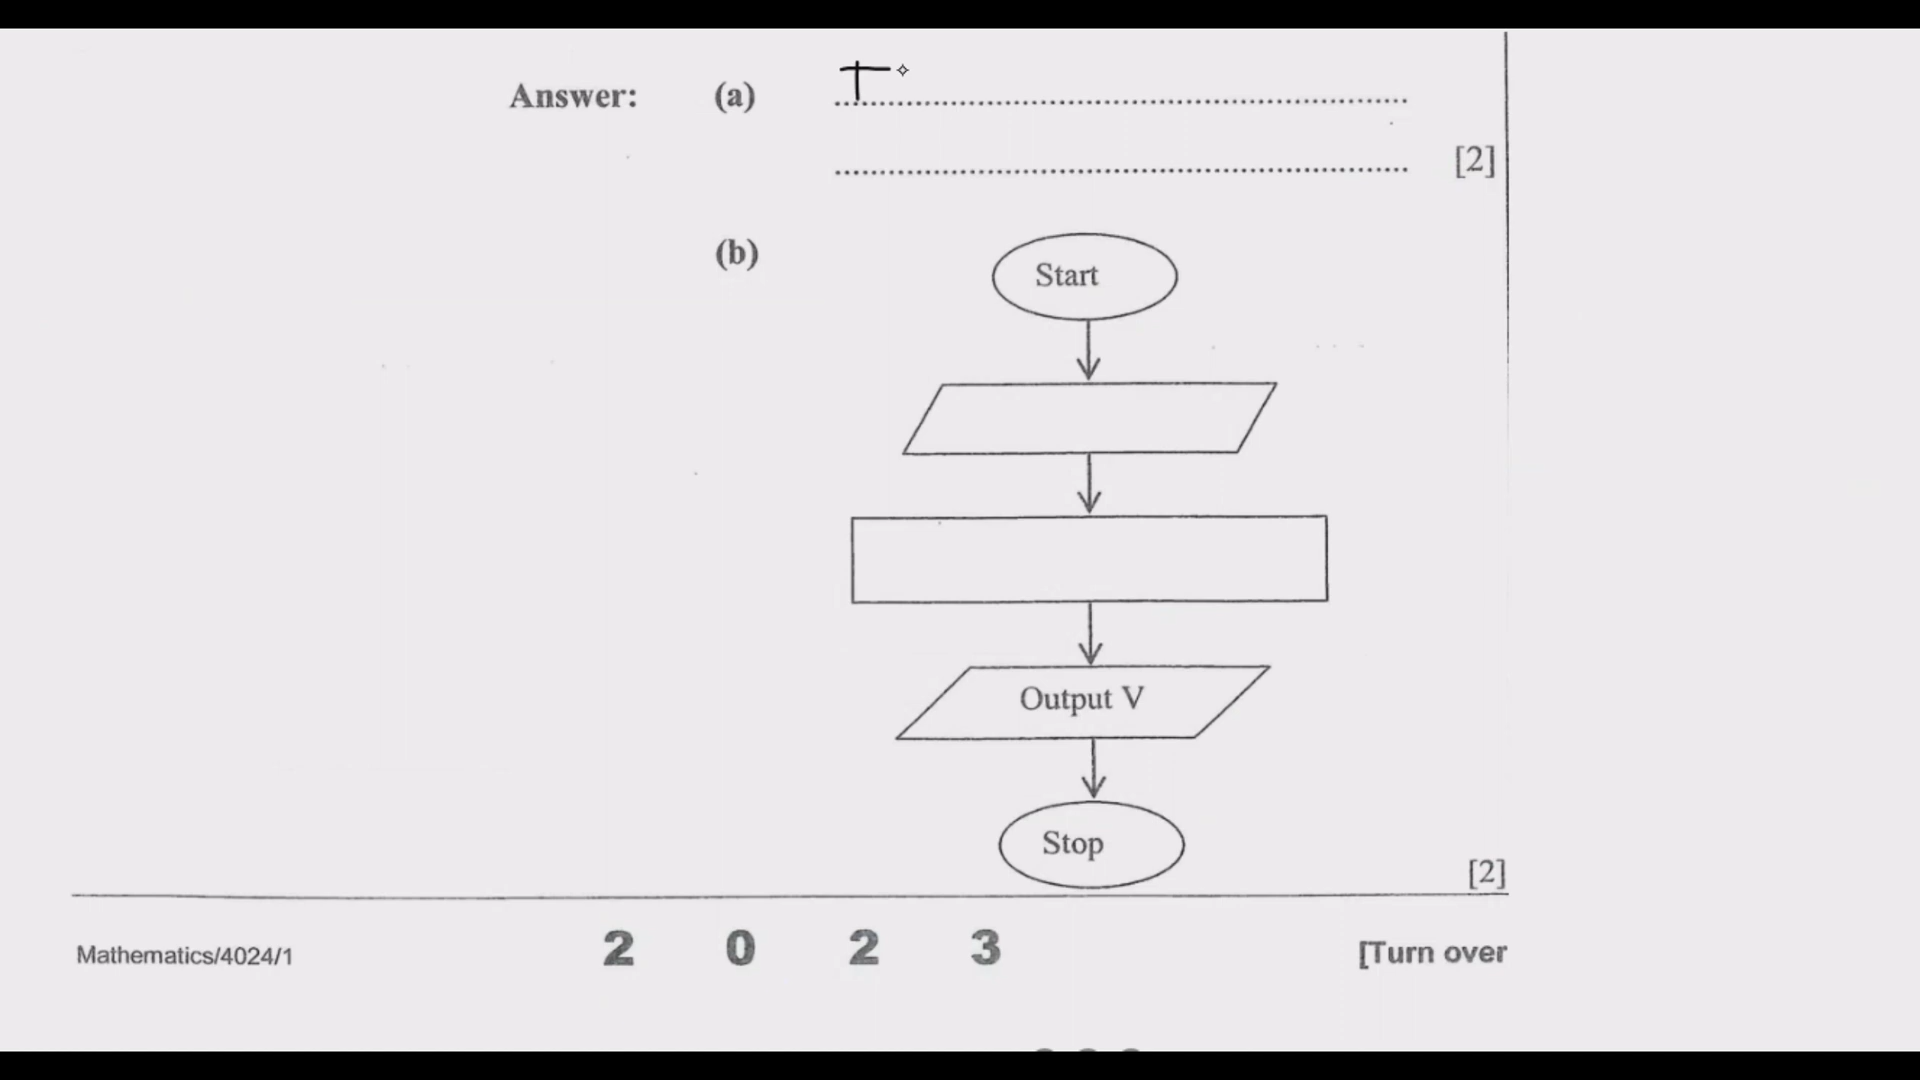 Answer: (a) T
[2]
(b)
Start
Output V
Stop
[2]
Mathematics/4024/1 2 0 2 3 [Turn over